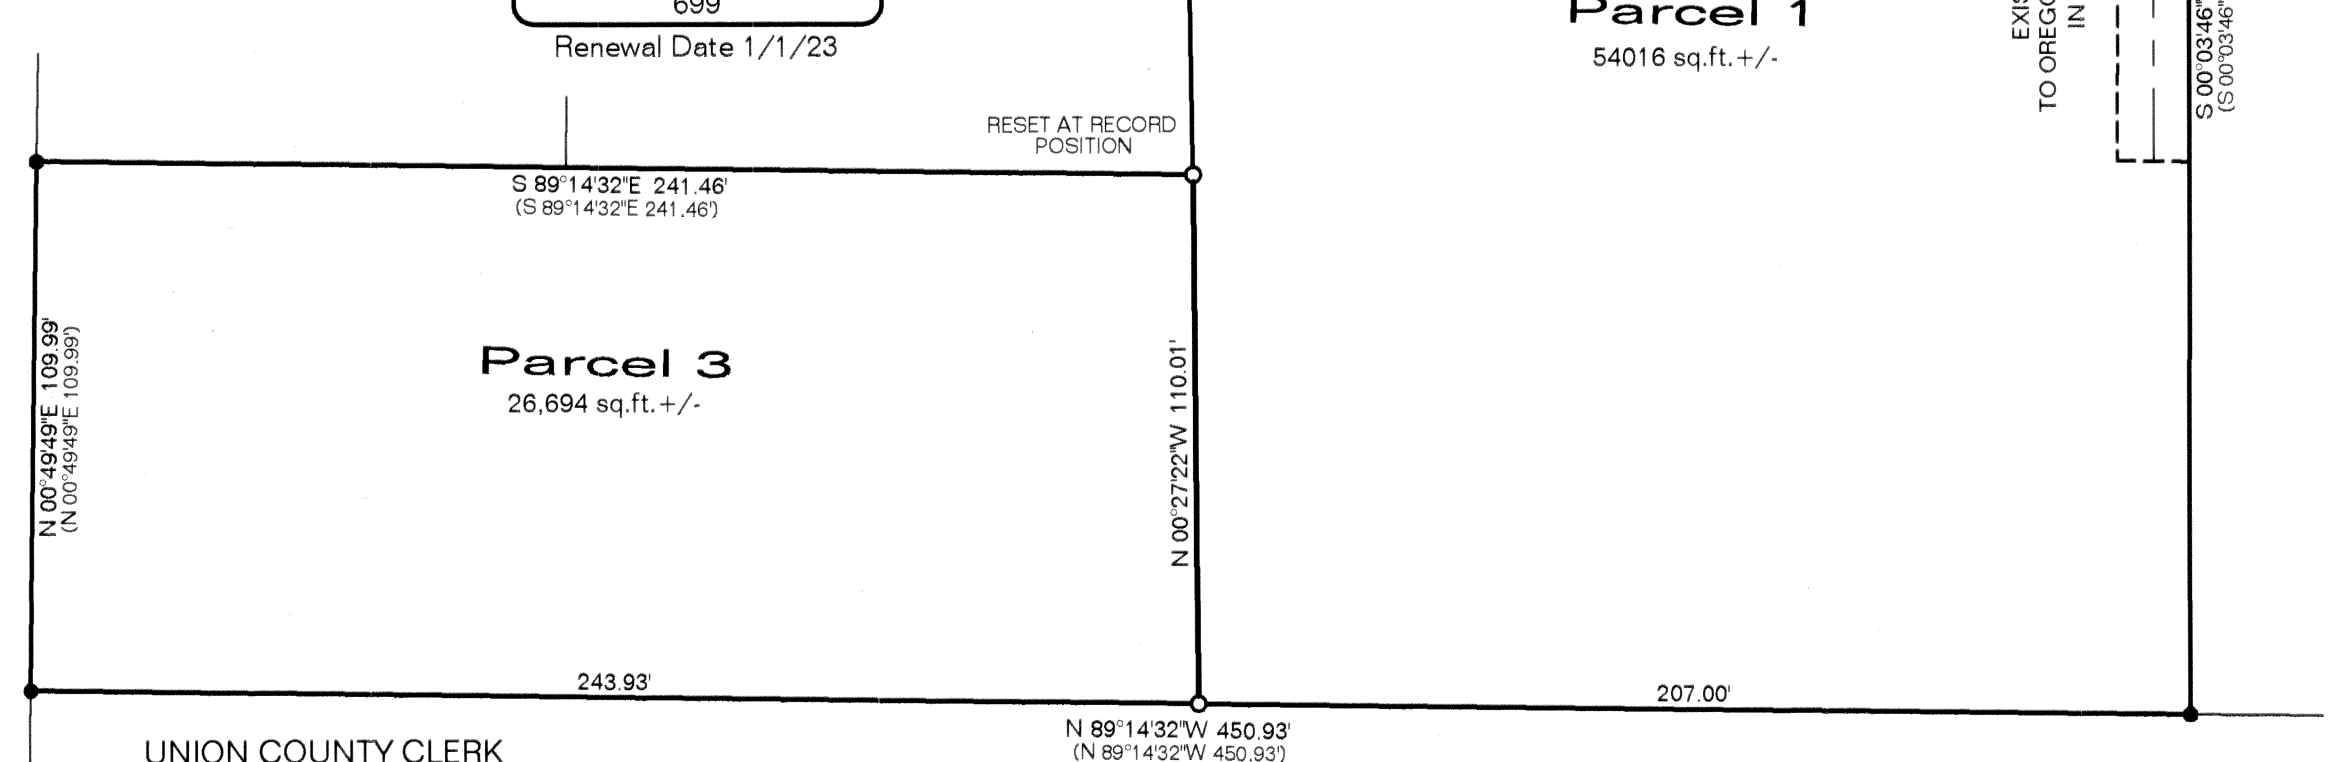 699
Renewal Date 1/1/23
Parcel 1
54016 sq.ft.+/-
TO OREGO
IN
S 00°03'46"
(S 00°03'46"
RESET AT RECORD
POSITION
S 89°14'32"E 241.46'
(S 89°14'32"E 241.46')
N 00°49'49"E 109.99'
(N 00°49'49"E 109.99')
Parcel 3
26,694 sq.ft.+/-
N 00°27'22"W 110.01'
243.93'
207.00'
N 89°14'32"W 450.93'
(N 89°14'32"W 450.93')
UNION COUNTY CLERK